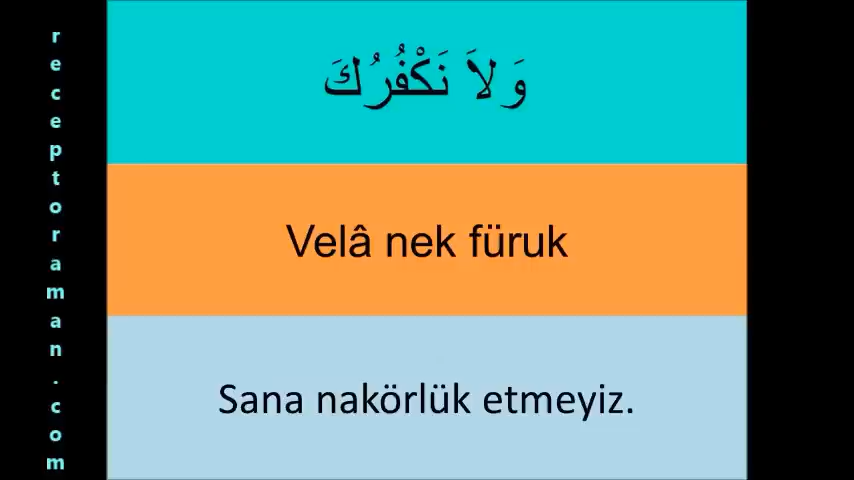 receptoraman.com
وَلاَ نَكْفُرُكَ
Velâ nek füruk
Sana nakörlük etmeyiz.